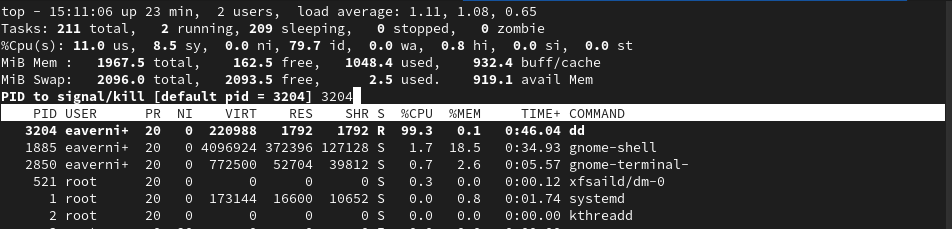 top - 15:11:06 up 23 min,  2 users,  load average: 1.11, 1.08, 0.65
Tasks: 211 total,   2 running, 209 sleeping,   0 stopped,   0 zombie
%Cpu(s): 11.0 us,  8.5 sy,  0.0 ni, 79.7 id,  0.0 wa,  0.8 hi,  0.0 si,  0.0 st
MiB Mem :   1967.5 total,    162.5 free,   1048.4 used,    932.4 buff/cache
MiB Swap:   2096.0 total,   2093.5 free,      2.5 used.    919.1 avail Mem
PID to signal/kill [default pid = 3204] 3204
    PID USER      PR  NI    VIRT    RES    SHR S  %CPU  %MEM     TIME+ COMMAND
   3204 eaverni+  20   0  220988   1792   1792 R  99.3   0.1   0:46.04 dd
   1885 eaverni+  20   0 4096924 372396 127128 S   1.7  18.5   0:34.93 gnome-shell
   2850 eaverni+  20   0  772500  52704  39812 S   0.7   2.6   0:05.57 gnome-terminal-
    521 root      20   0       0      0      0 S   0.3   0.0   0:00.12 xfsaild/dm-0
      1 root      20   0  173144  16600  10652 S   0.0   0.8   0:01.74 systemd
      2 root      20   0       0      0      0 S   0.0   0.0   0:00.00 kthreadd